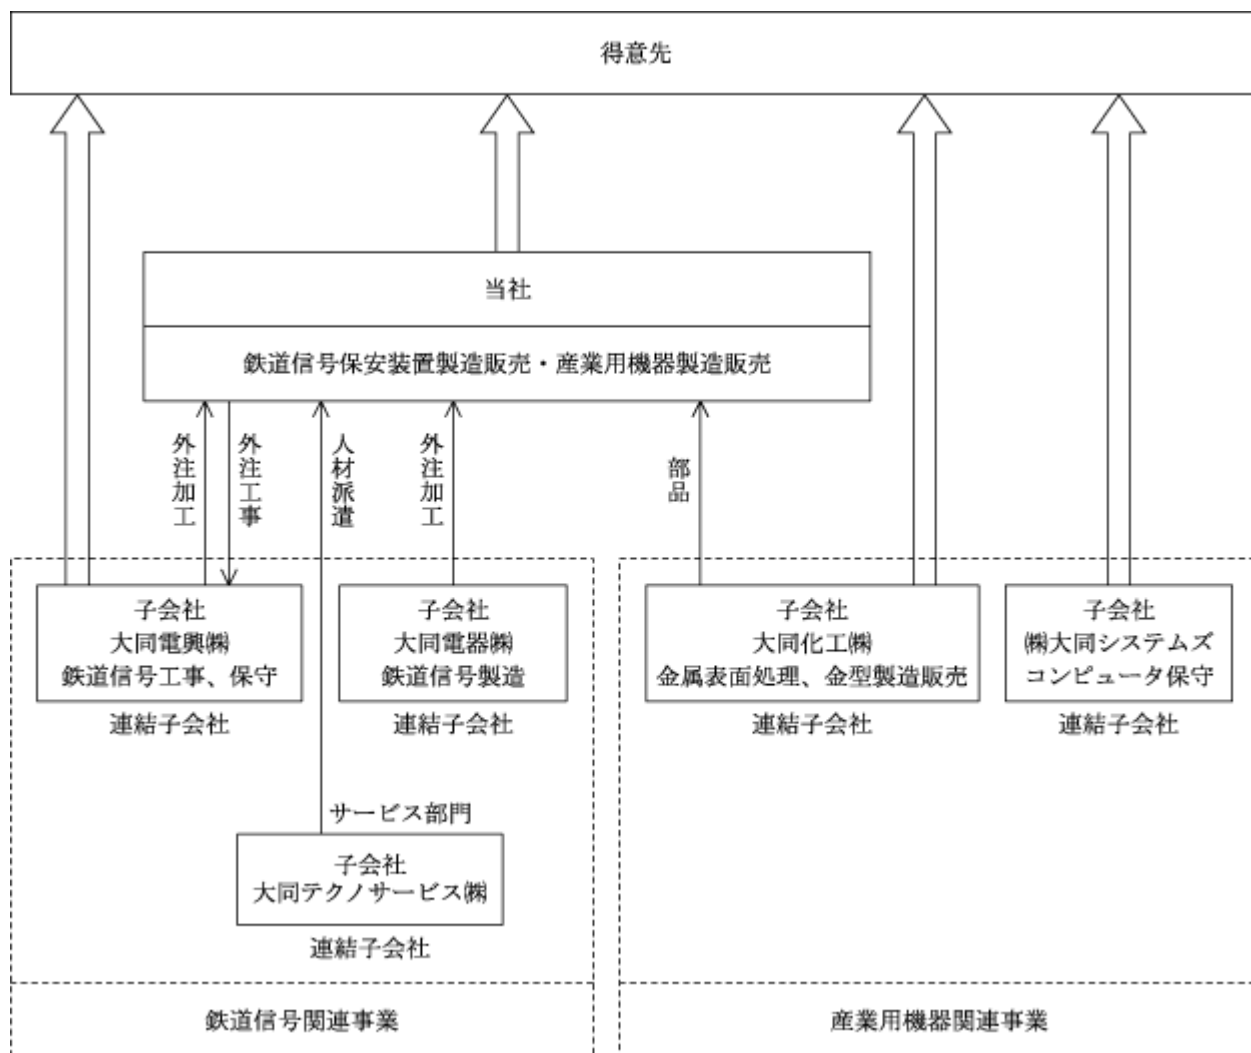 得意先
当社
鉄道信号保安装置製造販売・産業用機器製造販売
外注加工
外注工事
人材派遣
外注加工
部品
子会社
大同電興㈱
鉄道信号工事、保守
連結子会社
子会社
大同電器㈱
鉄道信号製造
連結子会社
子会社
大同化工㈱
金属表面処理、金型製造販売
連結子会社
子会社
㈱大同システムズ
コンピュータ保守
連結子会社
サービス部門
子会社
大同テクノサービス㈱
連結子会社
鉄道信号関連事業
産業用機器関連事業